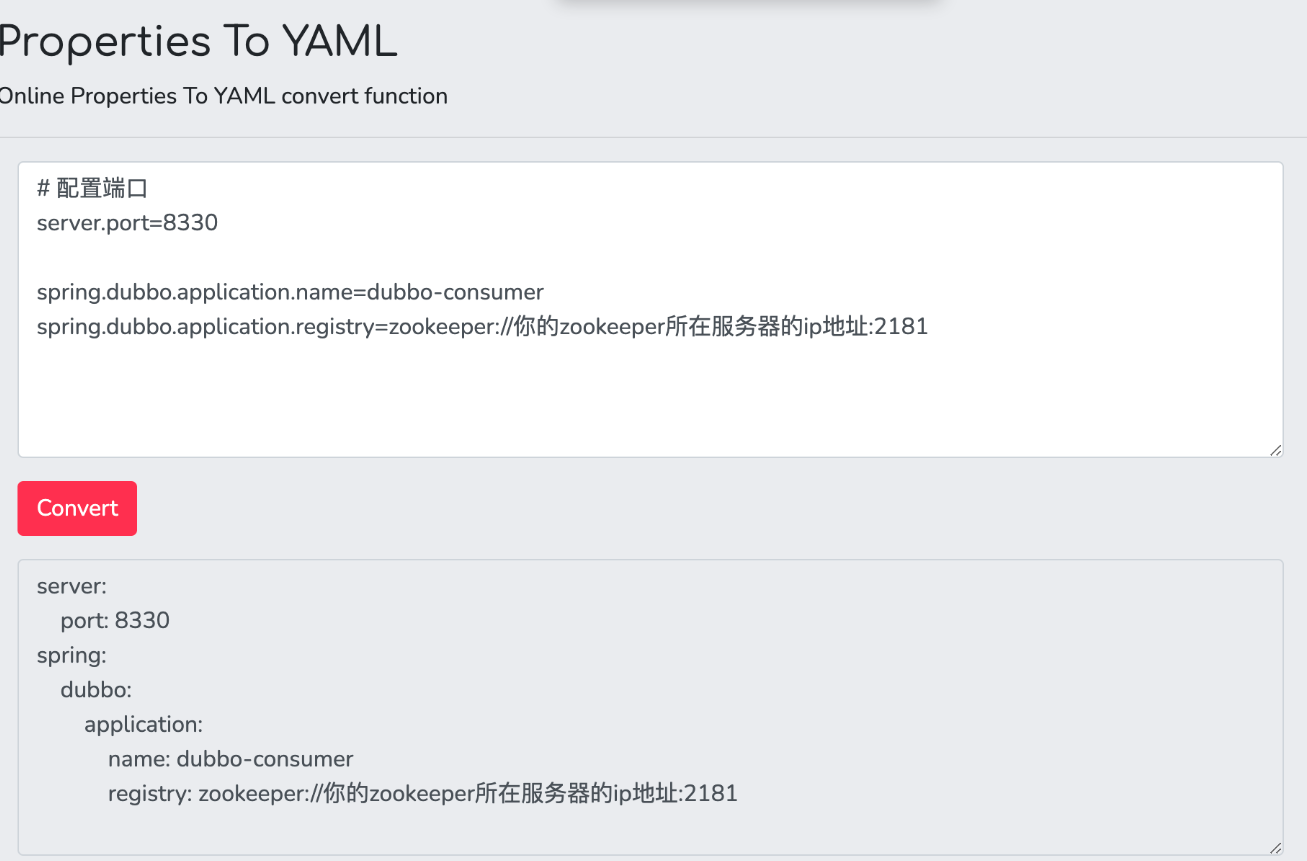 Properties To YAML
Online Properties To YAML convert function
# 配置端口
server.port=8330
spring.dubbo.application.name=dubbo-consumer
spring.dubbo.application.registry=zookeeper://你的zookeeper所在服务器的ip地址:2181
Convert
server:
port: 8330
spring:
dubbo:
application:
name: dubbo-consumer
registry: zookeeper://你的zookeeper所在服务器的ip地址:2181